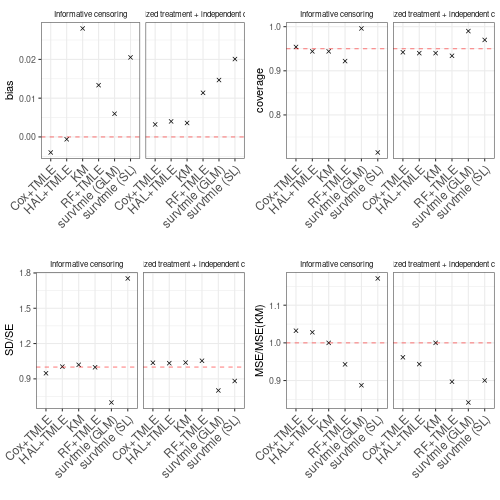 Informative censoring
ized treatment + independent c
bias
0.02
0.01
0.00
Cox+TMLE
HAL+TMLE
KM
RF+TMLE
survtmle (GLM)
survtmle (SL)
Cox+TMLE
HAL+TMLE
KM
RF+TMLE
survtmle (GLM)
survtmle (SL)
Informative censoring
ized treatment + independent c
coverage
1.0
0.9
0.8
Cox+TMLE
HAL+TMLE
KM
RF+TMLE
survtmle (GLM)
survtmle (SL)
Cox+TMLE
HAL+TMLE
KM
RF+TMLE
survtmle (GLM)
survtmle (SL)
Informative censoring
ized treatment + independent c
SD/SE
1.8
1.5
1.2
0.9
Cox+TMLE
HAL+TMLE
KM
RF+TMLE
survtmle (GLM)
survtmle (SL)
Cox+TMLE
HAL+TMLE
KM
RF+TMLE
survtmle (GLM)
survtmle (SL)
Informative censoring
ized treatment + independent c
MSE/MSE(KM)
1.1
1.0
0.9
Cox+TMLE
HAL+TMLE
KM
RF+TMLE
survtmle (GLM)
survtmle (SL)
Cox+TMLE
HAL+TMLE
KM
RF+TMLE
survtmle (GLM)
survtmle (SL)